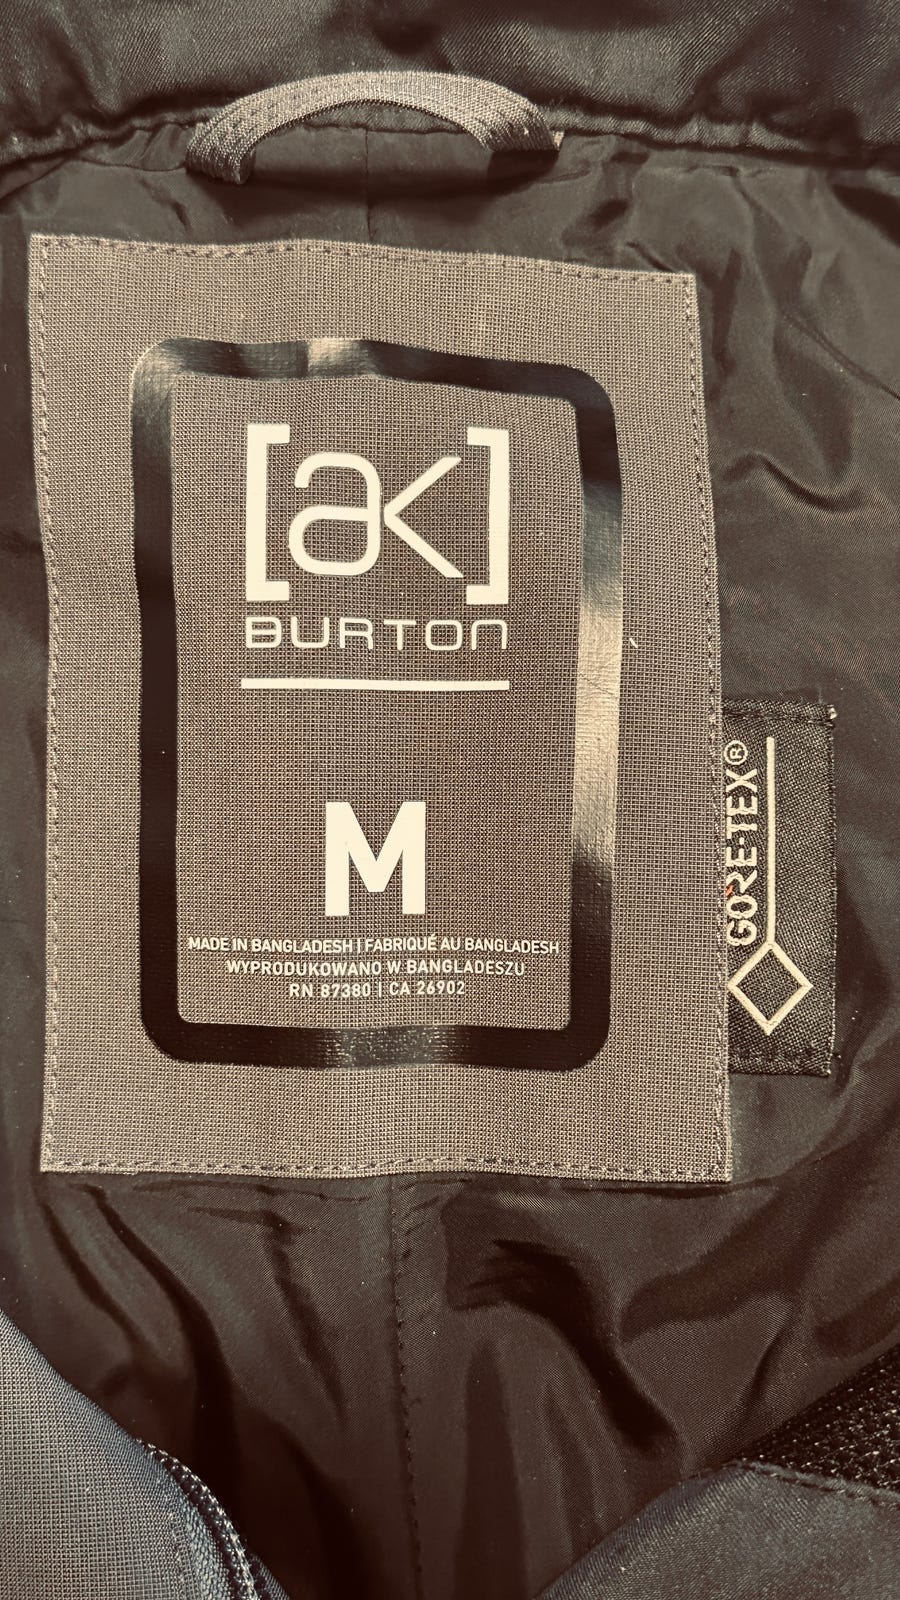 [ak]
BURTON
M
MADE IN BANGLADESH | FABRIQUÉ AU BANGLADESH
WYPRODUKOWANO W BANGLADESZU
RN 87380 | CA 26902
GORE-TEX®